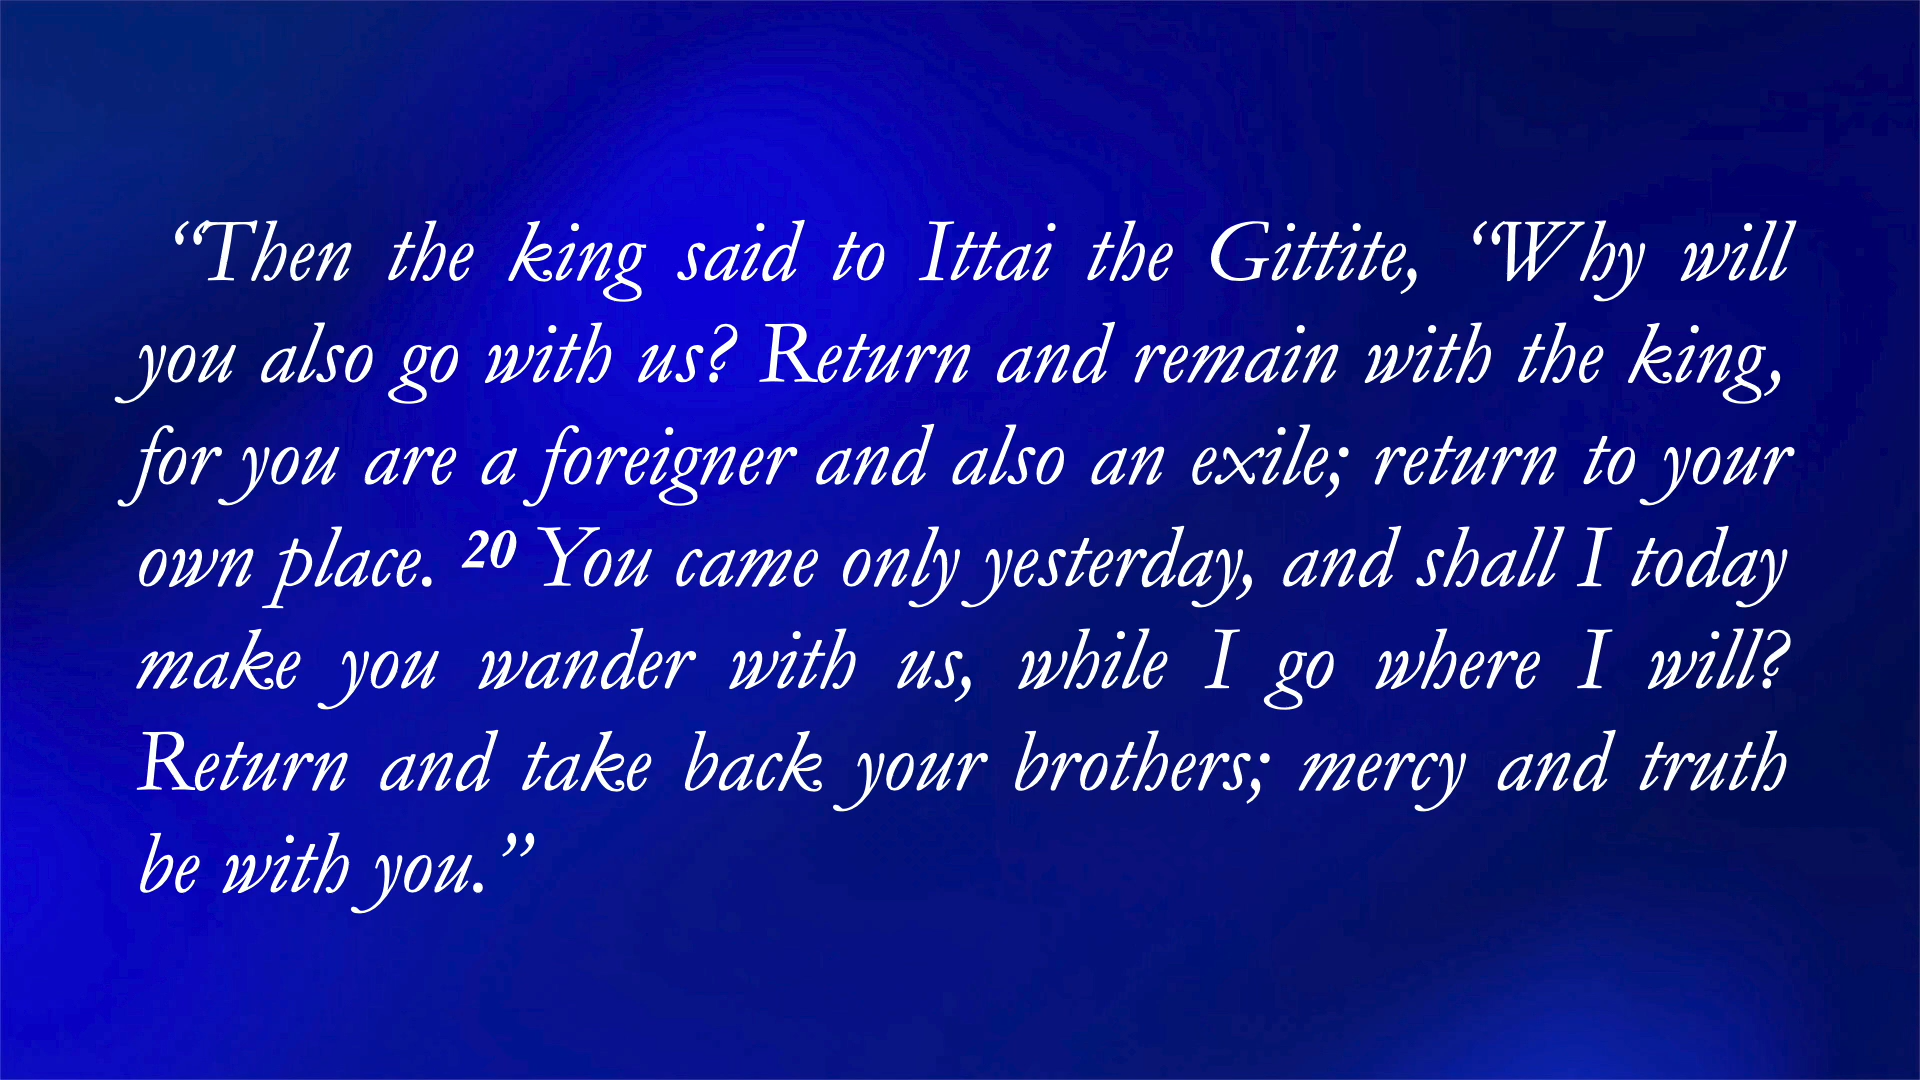 “Then the king said to Ittai the Gittite, “Why will
you also go with us? Return and remain with the king,
for you are a foreigner and also an exile; return to your
own place. 20 You came only yesterday, and shall I today
make you wander with us, while I go where I will?
Return and take back your brothers; mercy and truth
be with you.”